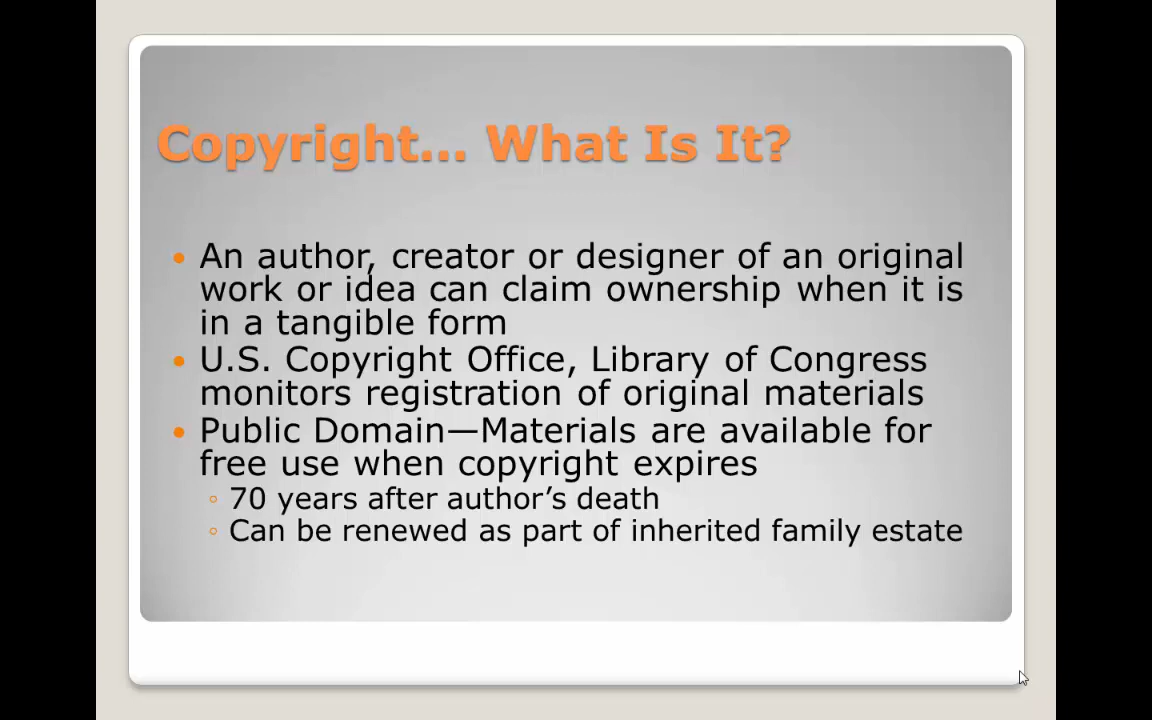 Copyright... What Is It?
• An author, creator or designer of an original
work or idea can claim ownership when it is
in a tangible form
• U.S. Copyright Office, Library of Congress
monitors registration of original materials
• Public Domain—Materials are available for
free use when copyright expires
◦ 70 years after author’s death
◦ Can be renewed as part of inherited family estate